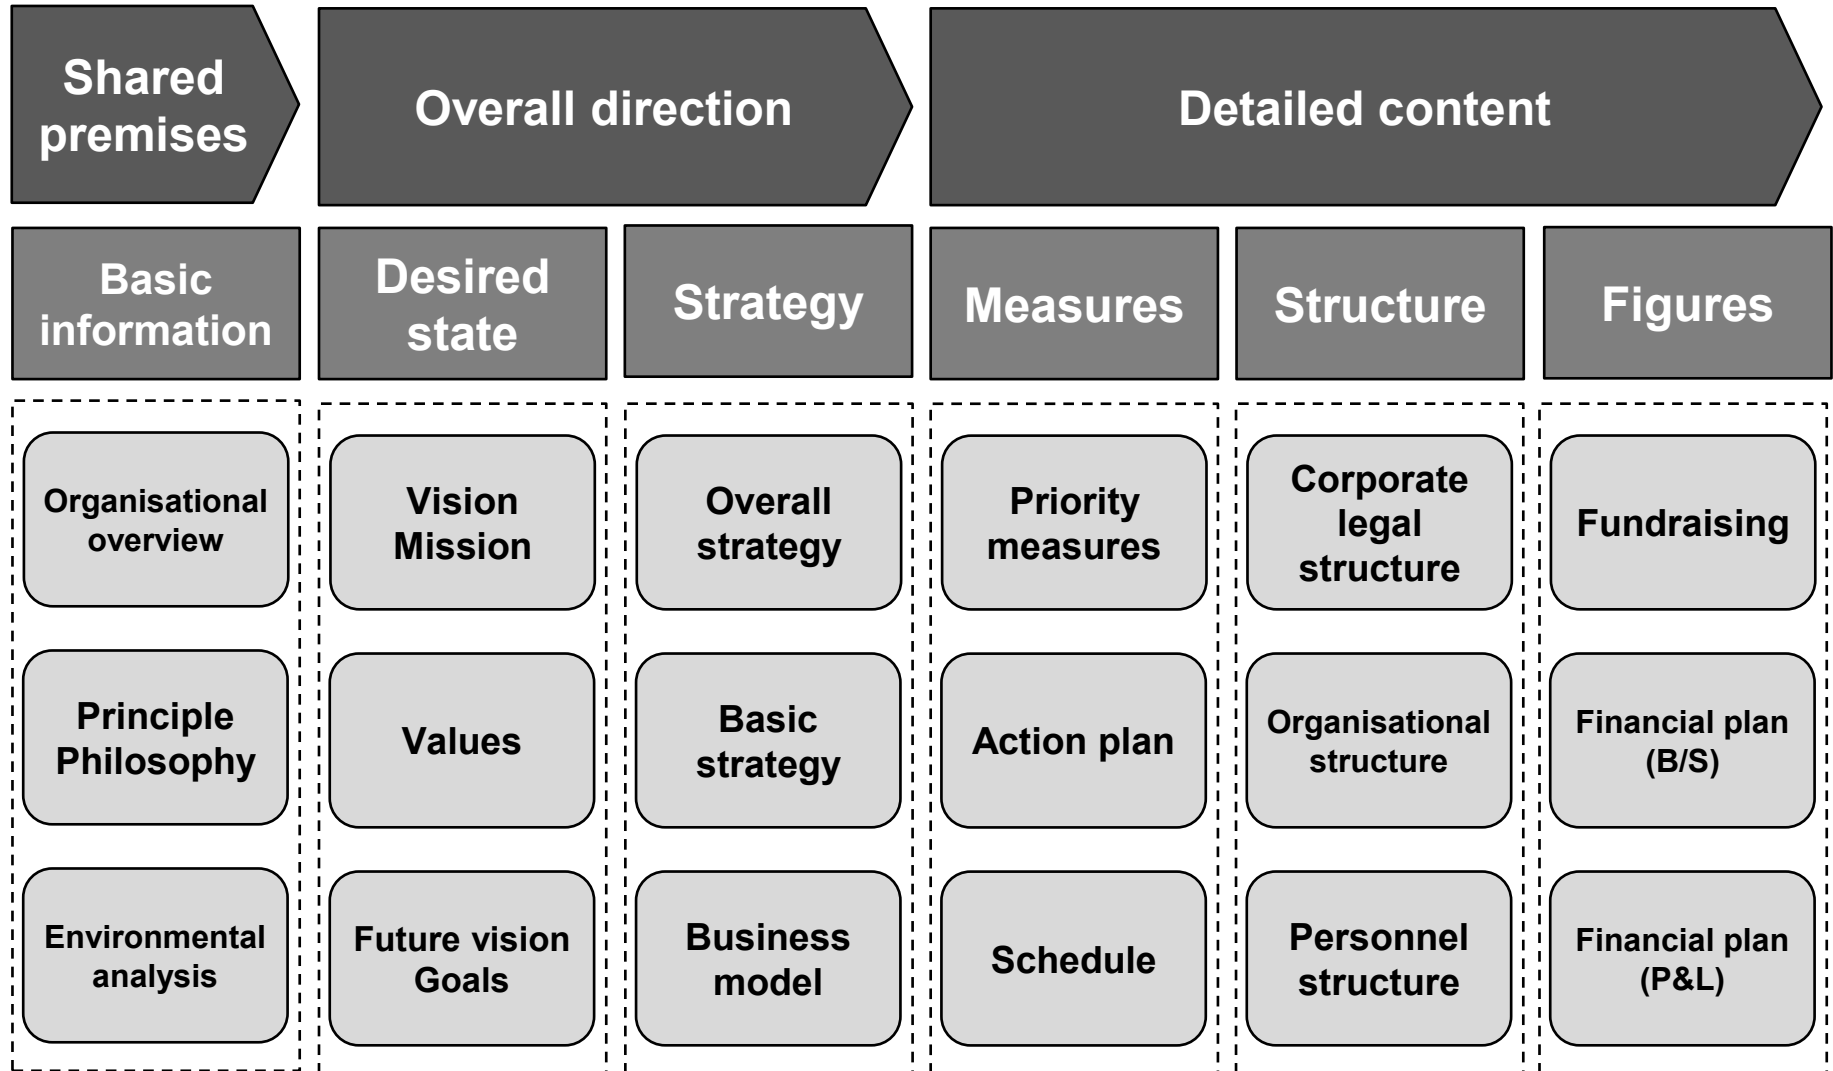 Shared
premises
Overall direction
Detailed content
Basic
information
Desired
state
Strategy
Measures
Structure
Figures
Organisational
overview
Vision
Mission
Overall
strategy
Priority
measures
Corporate
legal
structure
Fundraising
Principle
Philosophy
Values
Basic
strategy
Action plan
Organisational
structure
Financial plan
(B/S)
Environmental
analysis
Future vision
Goals
Business
model
Schedule
Personnel
structure
Financial plan
(P&L)